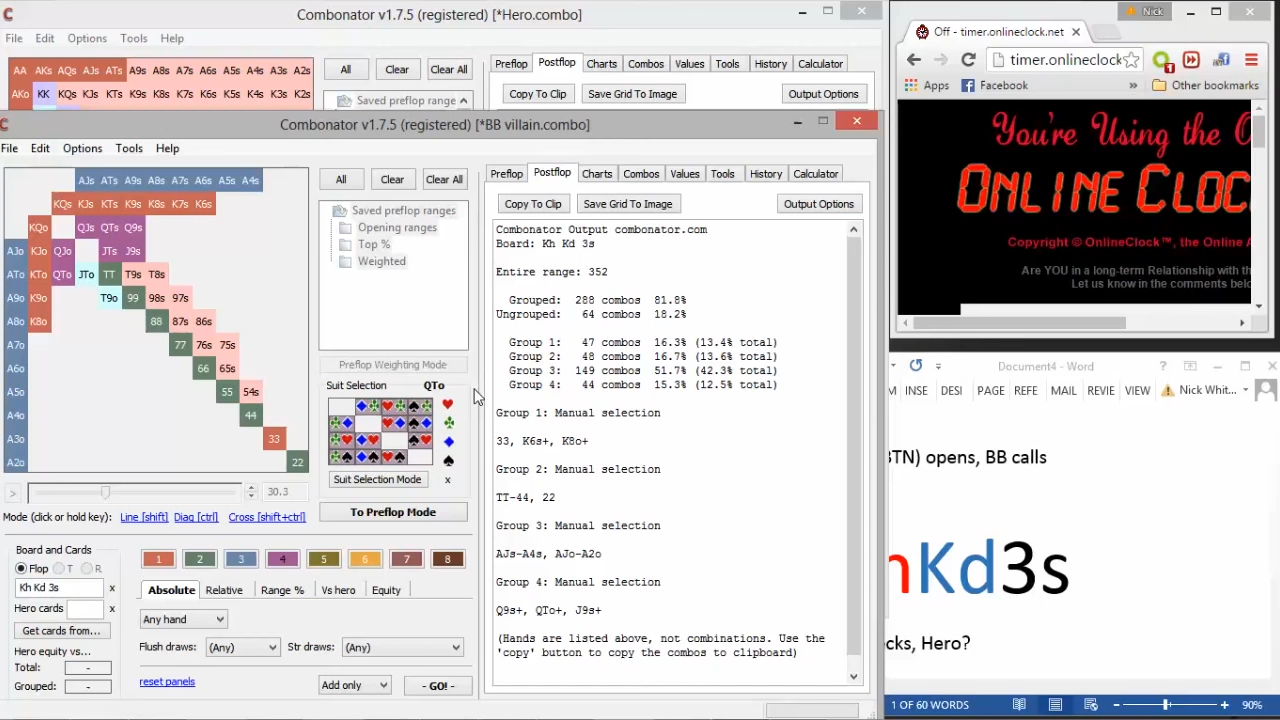 Combonator v1.7.5 (registered) [*Hero.combo]
File Edit Options Tools Help
AA AKs AQs AJs ATs A9s A8s A7s A6s A5s A4s A3s A2s
AKo KK KQs KJs KTs K9s K8s K7s K6s K5s K4s K3s K2s
All Clear Clear All
Saved preflop range
Preflop Postflop Charts Combos Values Tools History Calculator
Copy To Clip Save Grid To Image Output Options
Combonator v1.7.5 (registered) [*BB villain.combo]
File Edit Options Tools Help
AJs ATs A9s A8s A7s A6s A5s A4s
KQs KJs KTs K9s K8s K7s K6s
KQo QJs QTs Q9s
AJo KJo QJo JTs J9s
ATo KTo QTo JTo TT T9s T8s
A9o K9o T9o 99 98s 97s
A8o K8o 88 87s 86s
A7o 77 76s 75s
A6o 66 65s
A5o 55 54s
A4o 44
A3o 33
A2o 22
> 30.3
Mode (click or hold key): Line [shift] Diag [ctrl] Cross [shift+ctrl]
All Clear Clear All
Saved preflop ranges
Opening ranges
Top %
Weighted
Preflop Weighting Mode
Suit Selection QTo
Suit Selection Mode x
To Preflop Mode
Board and Cards
Flop T R
Kh Kd 3s x
Hero cards x
Get cards from...
Hero equity vs...
Total: -
Grouped: -
1 2 3 4 5 6 7 8
Absolute Relative Range % Vs hero Equity
Any hand
Flush draws: (Any) Str draws: (Any)
reset panels Add only - GO! -
Preflop Postflop Charts Combos Values Tools History Calculator
Copy To Clip Save Grid To Image Output Options
Combonator Output combonator.com
Board: Kh Kd 3s
Entire range: 352
Grouped: 288 combos 81.8%
Ungrouped: 64 combos 18.2%
Group 1: 47 combos 16.3% (13.4% total)
Group 2: 48 combos 16.7% (13.6% total)
Group 3: 149 combos 51.7% (42.3% total)
Group 4: 44 combos 15.3% (12.5% total)
Group 1: Manual selection
33, K6s+, K8o+
Group 2: Manual selection
TT-44, 22
Group 3: Manual selection
AJs-A4s, AJo-A2o
Group 4: Manual selection
Q9s+, QTo+, J9s+
(Hands are listed above, not combinations. Use the
'copy' button to copy the combos to clipboard)
Nick
Off - timer.onlineclock.net
timer.onlineclock
1
Apps Facebook » Other bookmarks
You're Using the O
ONLINE CLOC
Copyright © OnlineClock™, the Online A
Are YOU in a long-term Relationship with th
Let us know in the comments belo
Document4 - Word
INSE DESI PAGE REFE MAIL REVIE VIEW Nick Whit...
BTN) opens, BB calls
hKd3s
cks, Hero?
1 OF 60 WORDS 90%